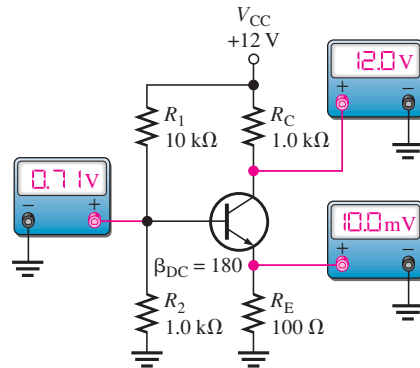 V_CC
+12 V
12.0 V
+ −
R_1
10 kΩ
R_C
1.0 kΩ
0.71 V
− +
10.0 mV
+ −
β_DC = 180
R_2
1.0 kΩ
R_E
100 Ω